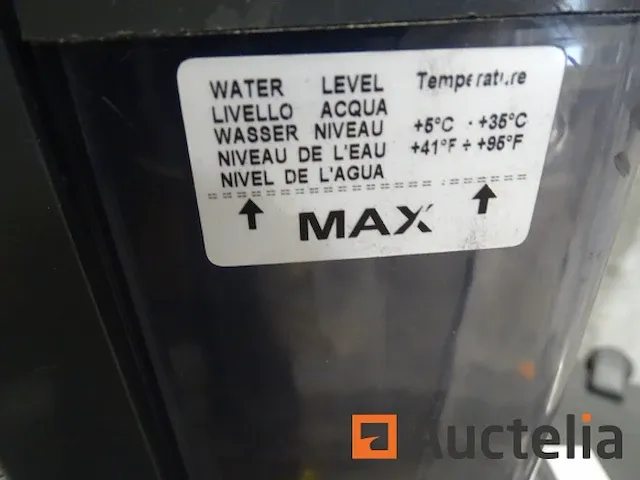 WATER LEVEL Temperature
LIVELLO ACQUA
WASSER NIVEAU +5°C ÷ +35°C
NIVEAU DE L'EAU +41°F ÷ +95°F
NIVEL DE L'AGUA
MAX
Auctelia